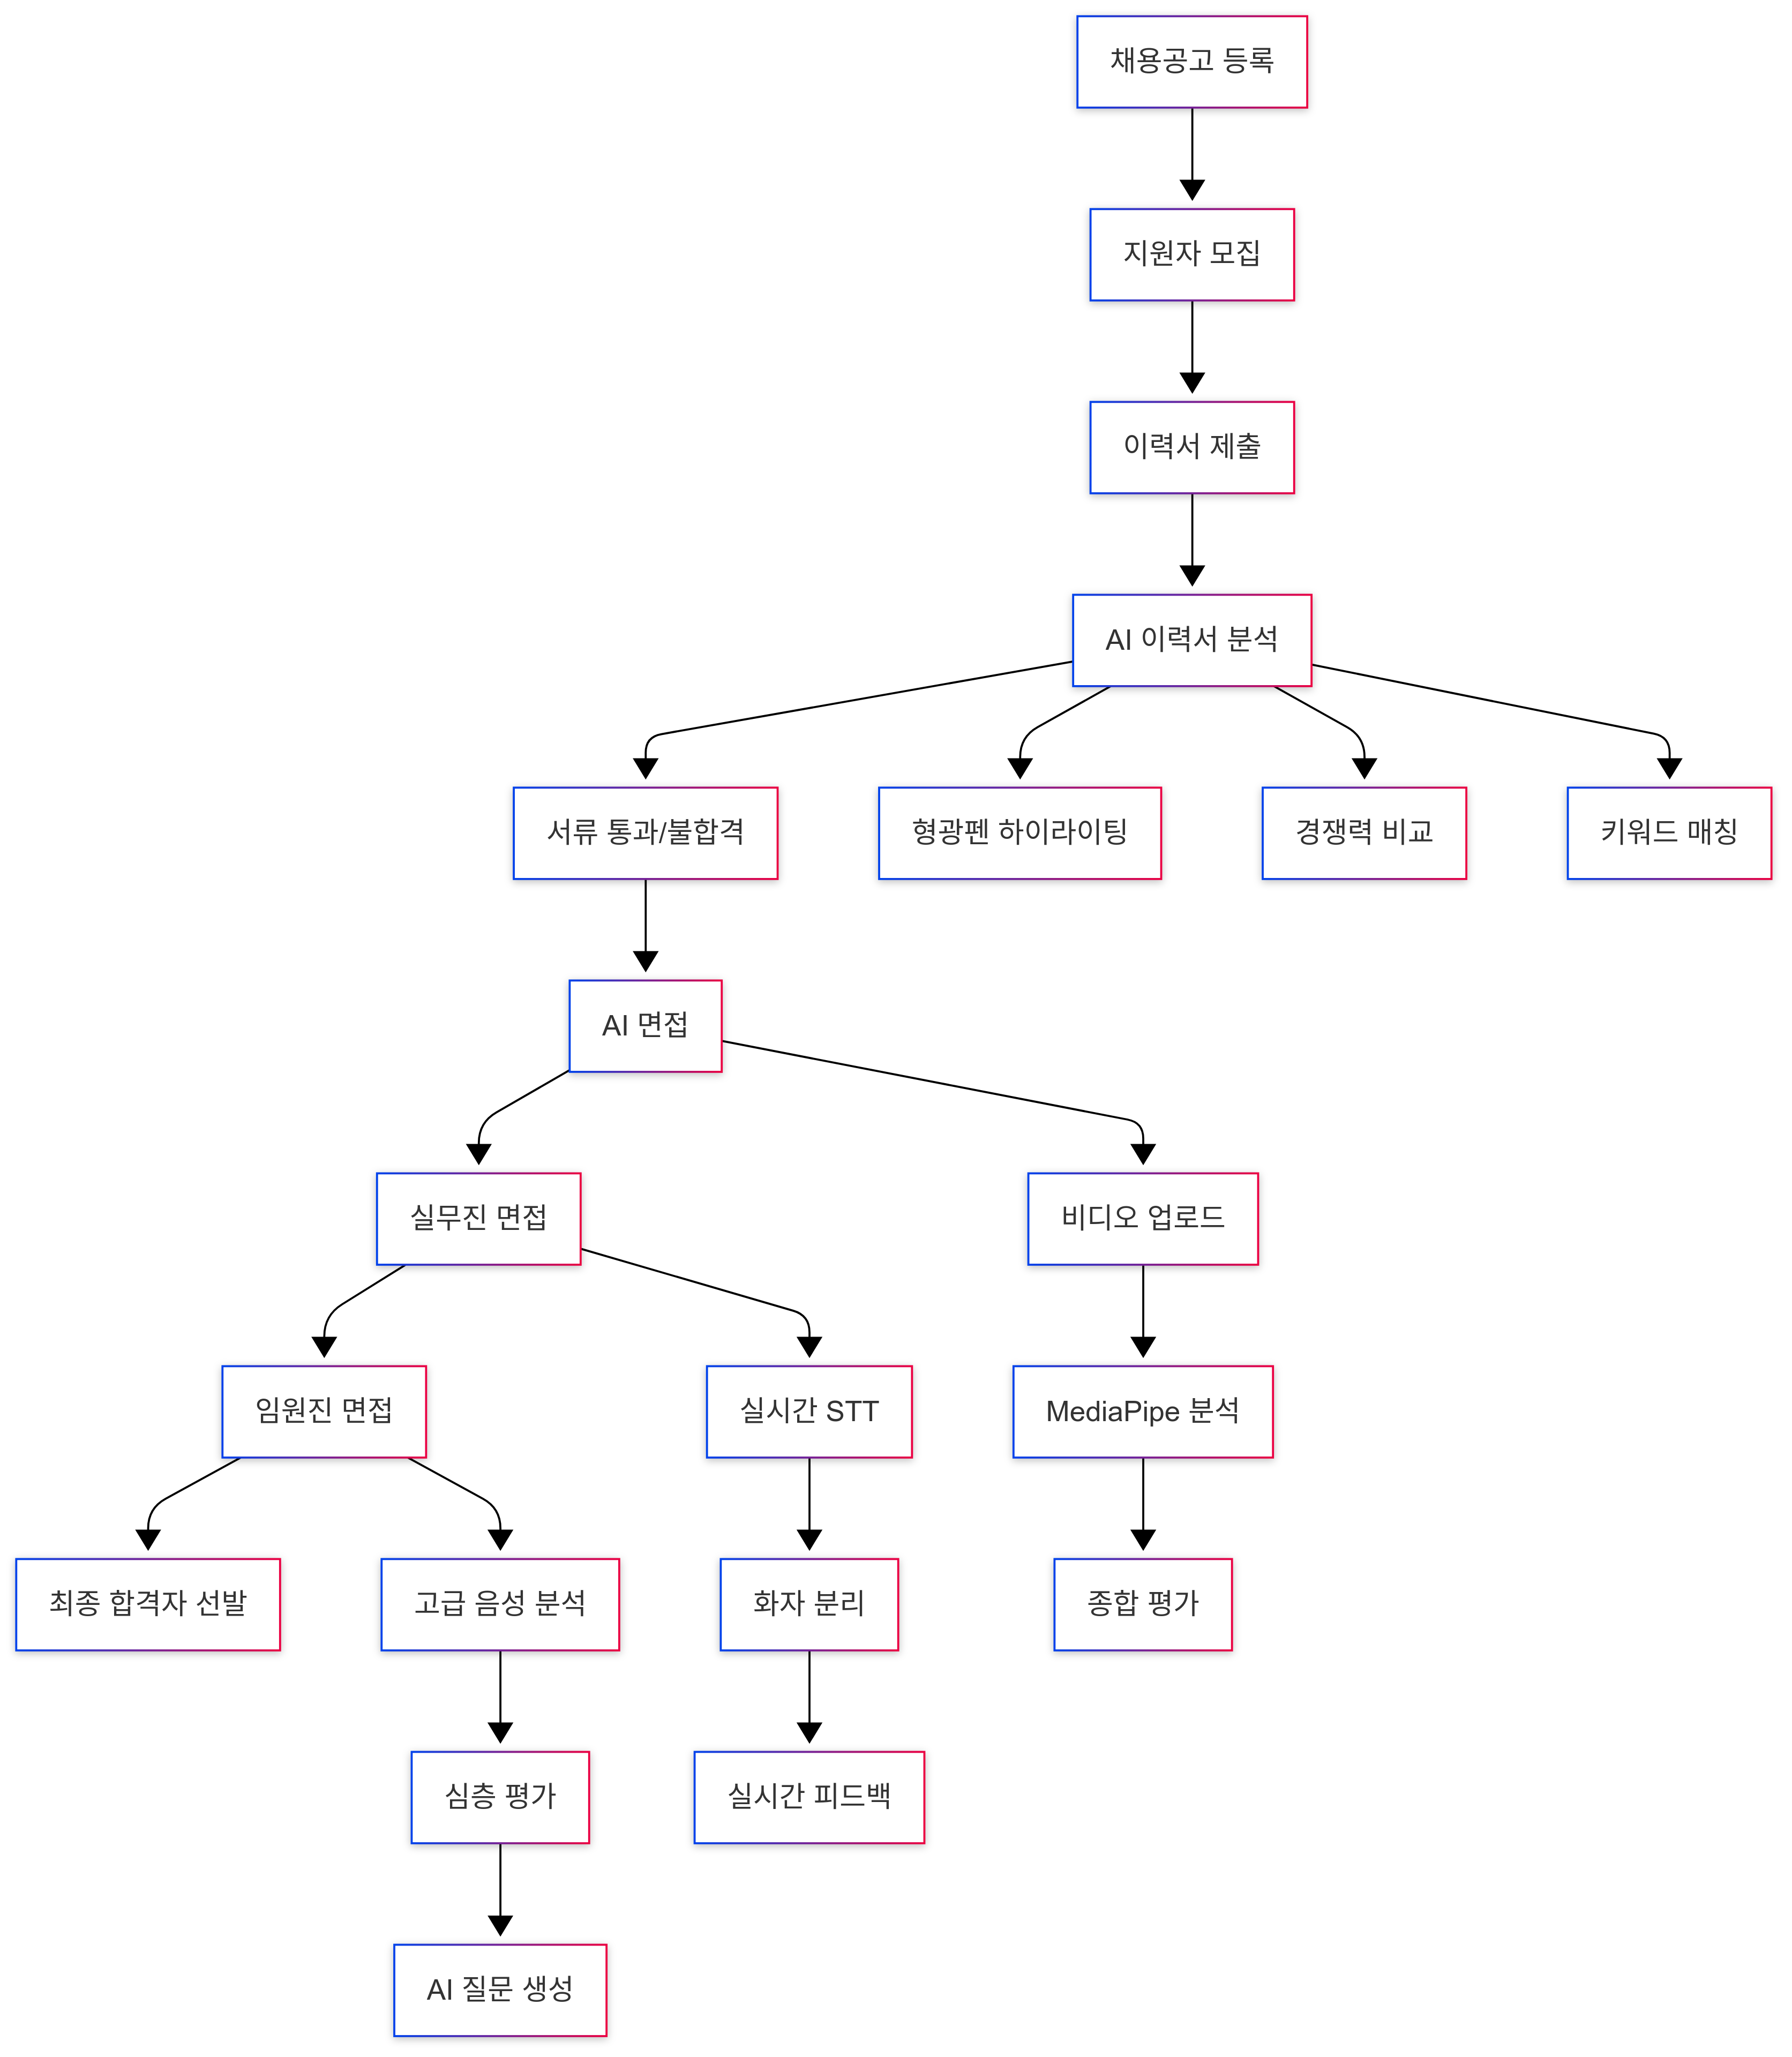 채용공고 등록
지원자 모집
이력서 제출
AI 이력서 분석
서류 통과/불합격
형광펜 하이라이팅
경쟁력 비교
키워드 매칭
AI 면접
실무진 면접
비디오 업로드
임원진 면접
실시간 STT
MediaPipe 분석
최종 합격자 선발
고급 음성 분석
화자 분리
종합 평가
심층 평가
실시간 피드백
AI 질문 생성